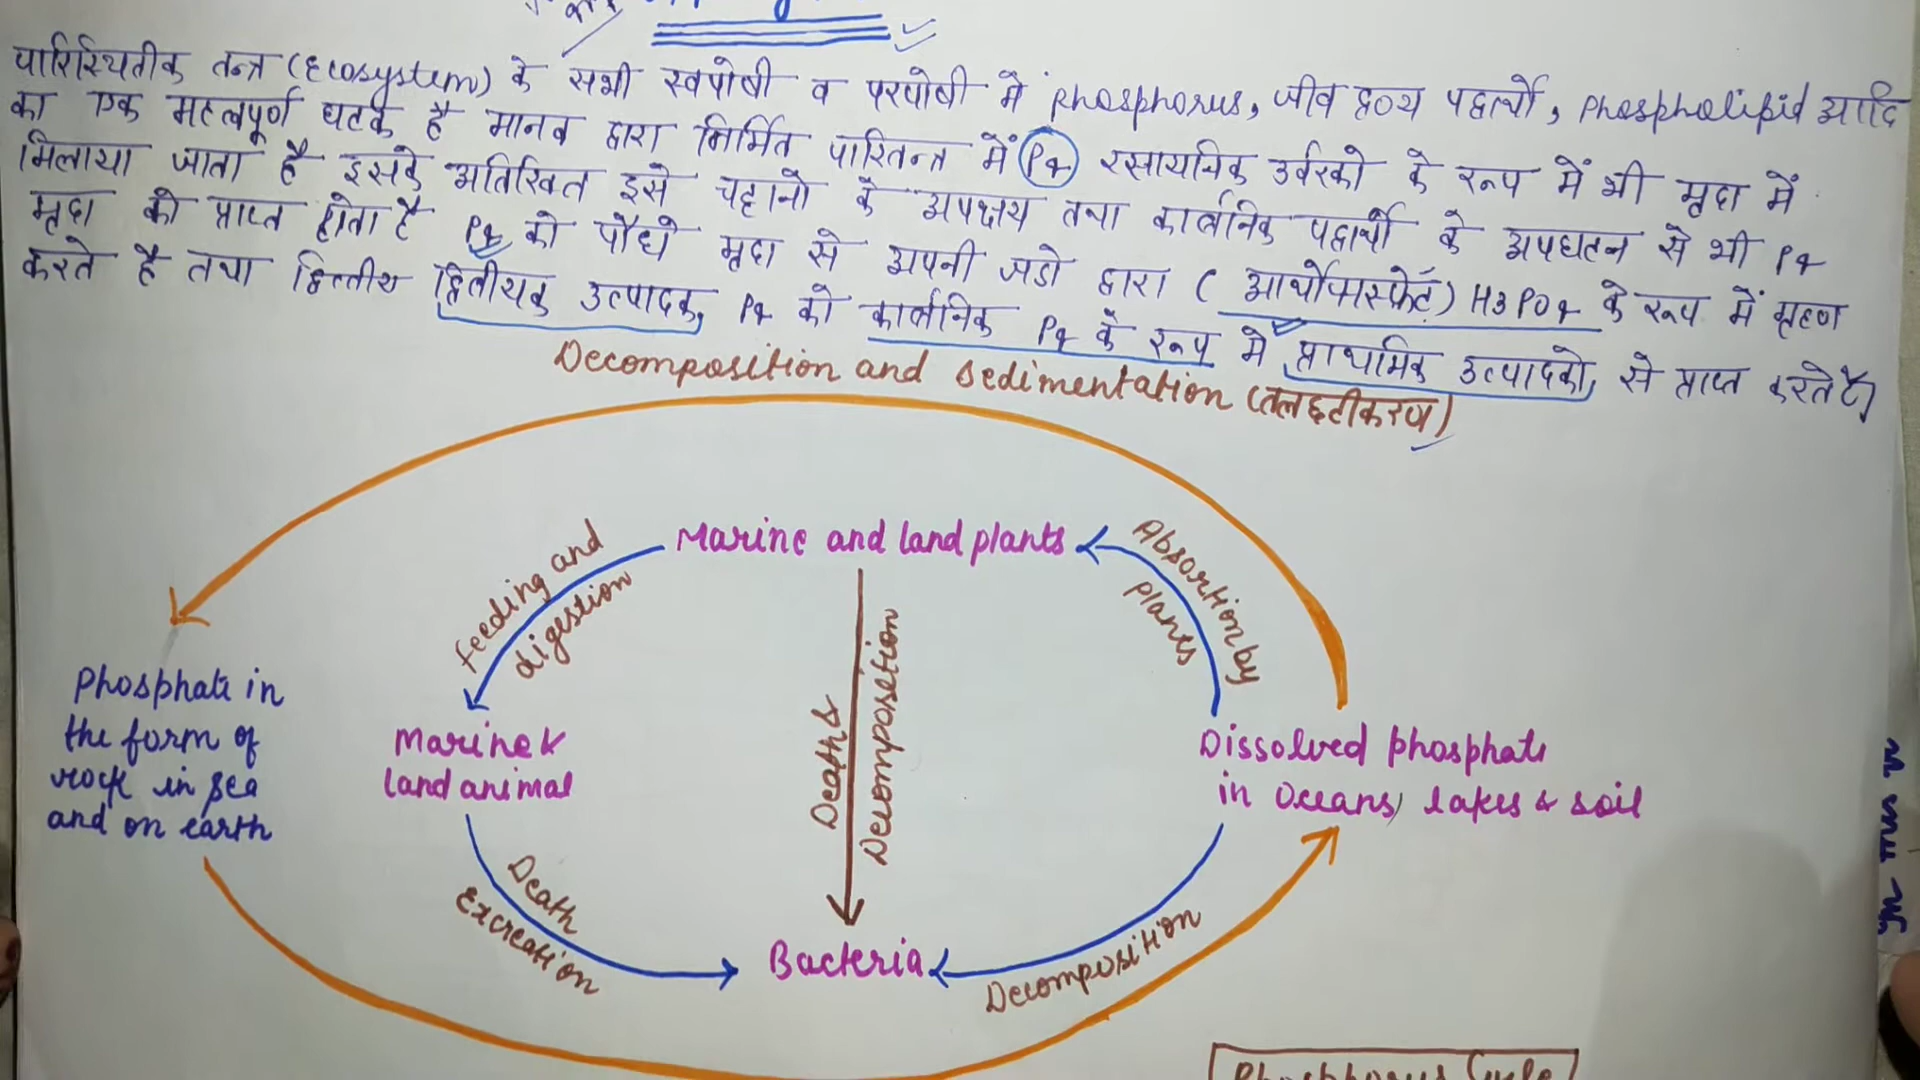 पारिस्थितीक तन्त्र (Ecosystem) के सभी स्वपोषी व परपोषी में phosphorus, जीव द्रव्य पदार्थो, phospholipid आदि
का एक महत्वपूर्ण घटक है मानव द्वारा निर्मित पारितन्त्र में P4 रसायनिक उर्वरको के रूप में भी मृदा में
मिलाया जाता है इसके अतिरिक्त इसे चट्टानो के अपक्षय तथा कार्बनिक पदार्थो के अपघटन से भी P4
मृदा को प्राप्त होता है P4 को पौधे मृदा से अपनी जडो द्वारा (आर्थोफास्फेट) H3PO4 के रूप में ग्रहण
करते है तथा द्वित्तीय द्वितीयक उत्पादक, P4 को कार्बनिक P4 के रूप मे प्राथमिक उत्पादको, से प्राप्त करते है
Decomposition and Sedimentation (तलछटीकरण)
Marine and land plants
Absortion by
plants
Feeding and
digestion
Phosphate in
the form of
rock in sea
and on earth
Marine &
land animal
Death &
Decomposetion
Dissolved phosphate
in Oceans, lakes & soil
Death
Excreation
Bacteria
Decomposition
Phosphorus Cycle